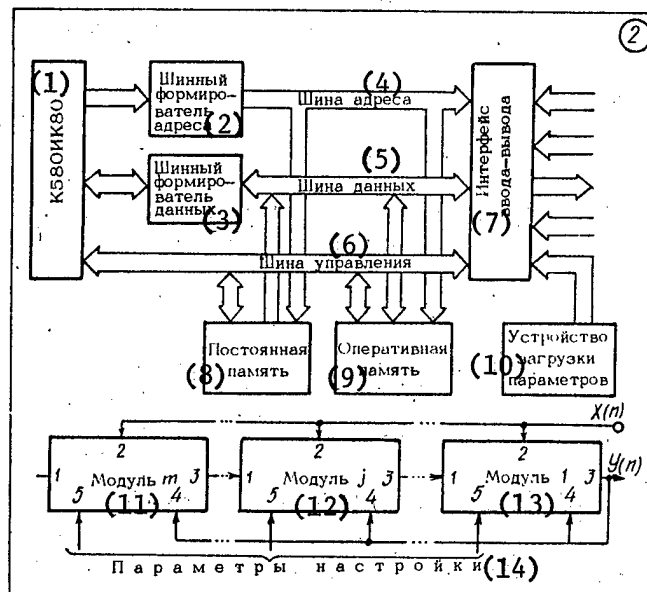 2
(1)
К580ИК80
Шинный
формиро-
ватель
адреса
(2)
(4)
Шина адреса
Шинный
формиро-
ватель
данных
(3)
(5)
Шина данных
(6)
Шина управления
Интерфейс
ввода-вывода
(7)
Постоянная
(8) память
Оперативная
(9) память
Устройство
(10) загрузки
параметров
X(n)
1 2 Модуль m 3
5 (11) 4
1 2 Модуль j 3
5 (12) 4
1 2 Модуль 1 3
5 (13) 4
У(n)
Параметры настройки (14)